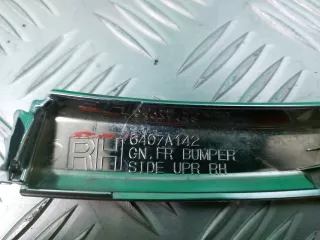 RH
6407A142
GN.FR BUMPER
SIDE UPR RH